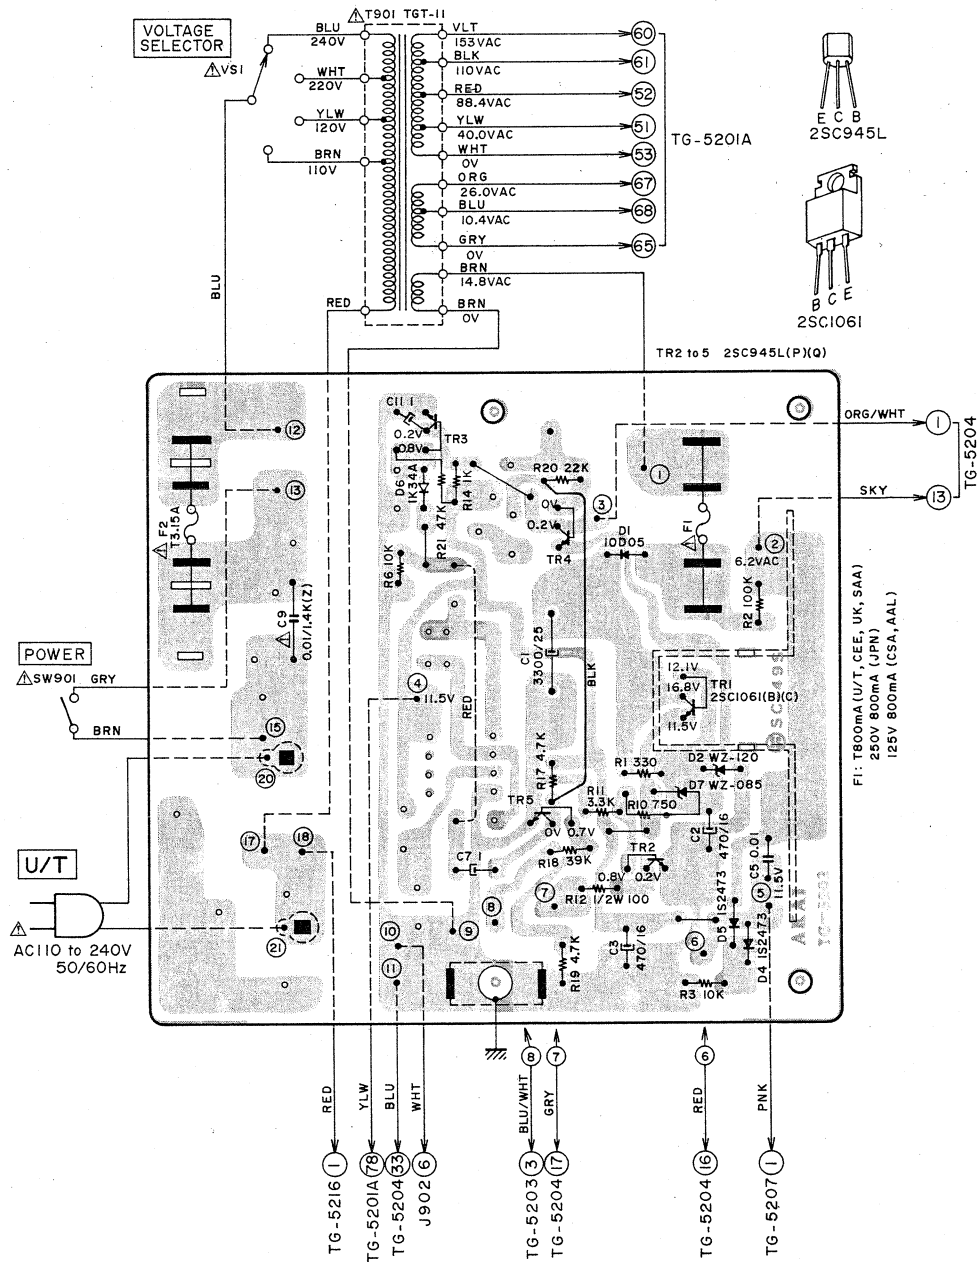 VOLTAGE
SELECTOR
VS1
T901 TGT-11
BLU
240V
WHT
220V
YLW
120V
BRN
110V
RED
BLU
VLT
153VAC
60
BLK
110VAC
61
RED
88.4VAC
52
YLW
40.0VAC
51
WHT
0V
53
ORG
26.0VAC
67
BLU
10.4VAC
68
GRY
0V
65
BRN
14.8VAC
BRN
0V
TG-5201A
E C B
2SC945L
B C E
2SC1061
TR2 to 5 2SC945L(P)(Q)
ORG/WHT
1
SKY
13
TG-5204
12
13
F2
T3.15A
C9
0.01/1.4K(Z)
POWER
SW901 GRY
BRN
15
20
17
18
21
U/T
AC110 to 240V
50/60Hz
C11 1
0.2V
0.8V
TR3
D6
1K34A
R14 1K
R21 47K
R6 10K
R20 22K
0V
0.2V
TR4
3
D1
10D05
1
F1
2
6.2VAC
R2 100K
C1
3300/25
BLK
RED
4
11.5V
12.1V
16.8V
TR1
2SC1061(B)(C)
11.5V
F1: T800mA (U/T, CEE, UK, SAA)
250V 800mA (JPN)
125V 800mA (CSA, AAL)
R17 4.7K
R1 330
D2 WZ-120
D7 WZ-085
R11
3.3K
R10 750
TR5
0V 0.7V
R18 39K
TR2
0.8V 0.2V
C2
470/16
C5 0.01
11.5V
5
C7 1
R12 1/2W 100
7
8
9
10
11
R19 4.7K
C3
470/16
6
D5 1S2473
D4 1S2473
R3 10K
AKAI
RED
1
TG-5216
YLW
78
TG-5201A
BLU
33
TG-5204
WHT
6
J902
8
BLU/WHT
3
TG-5203
7
GRY
17
TG-5204
6
RED
16
TG-5204
PNK
1
TG-5207